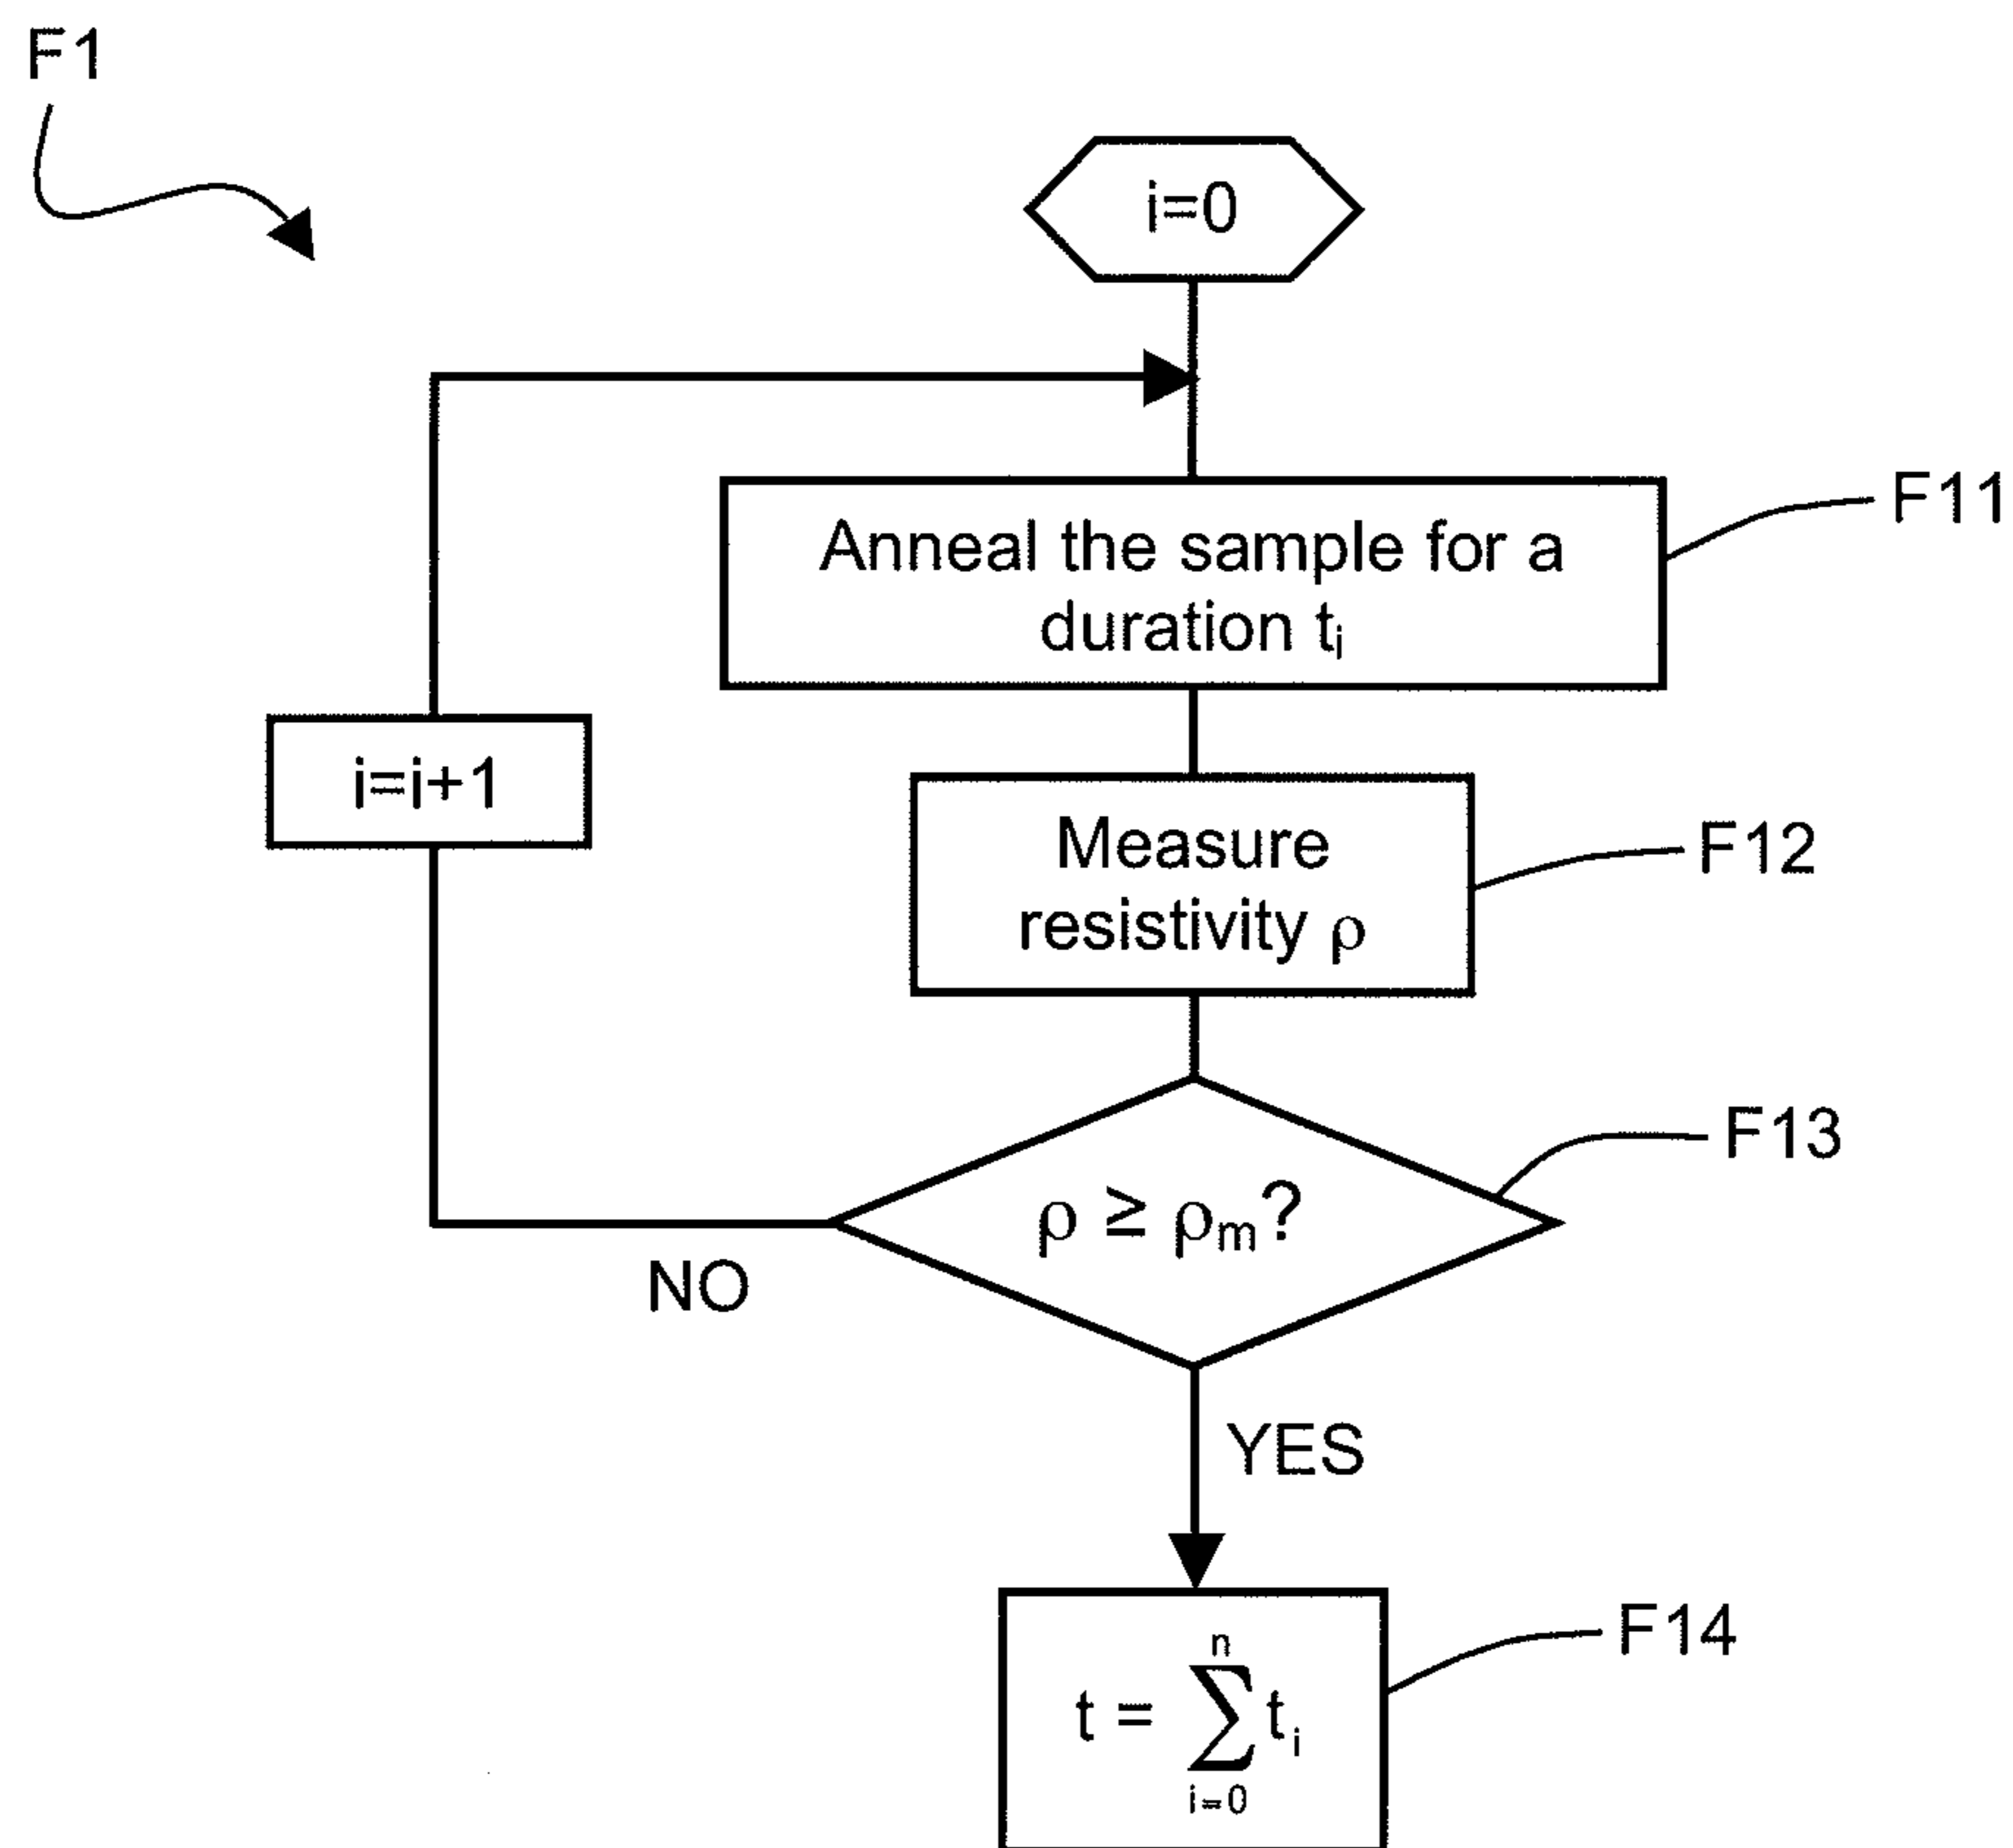 F1
i=0
Anneal the sample for a
duration tᵢ
F11
i=i+1
Measure
resistivity ρ
F12
ρ ≥ ρₘ?
F13
NO
YES
n
t = ∑ tᵢ
i=0
F14